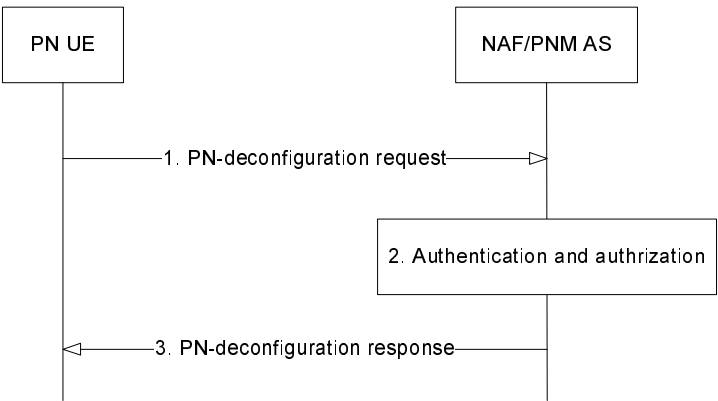 PN UE
NAF/PNM AS
1. PN-deconfiguration request
2. Authentication and authrization
3. PN-deconfiguration response